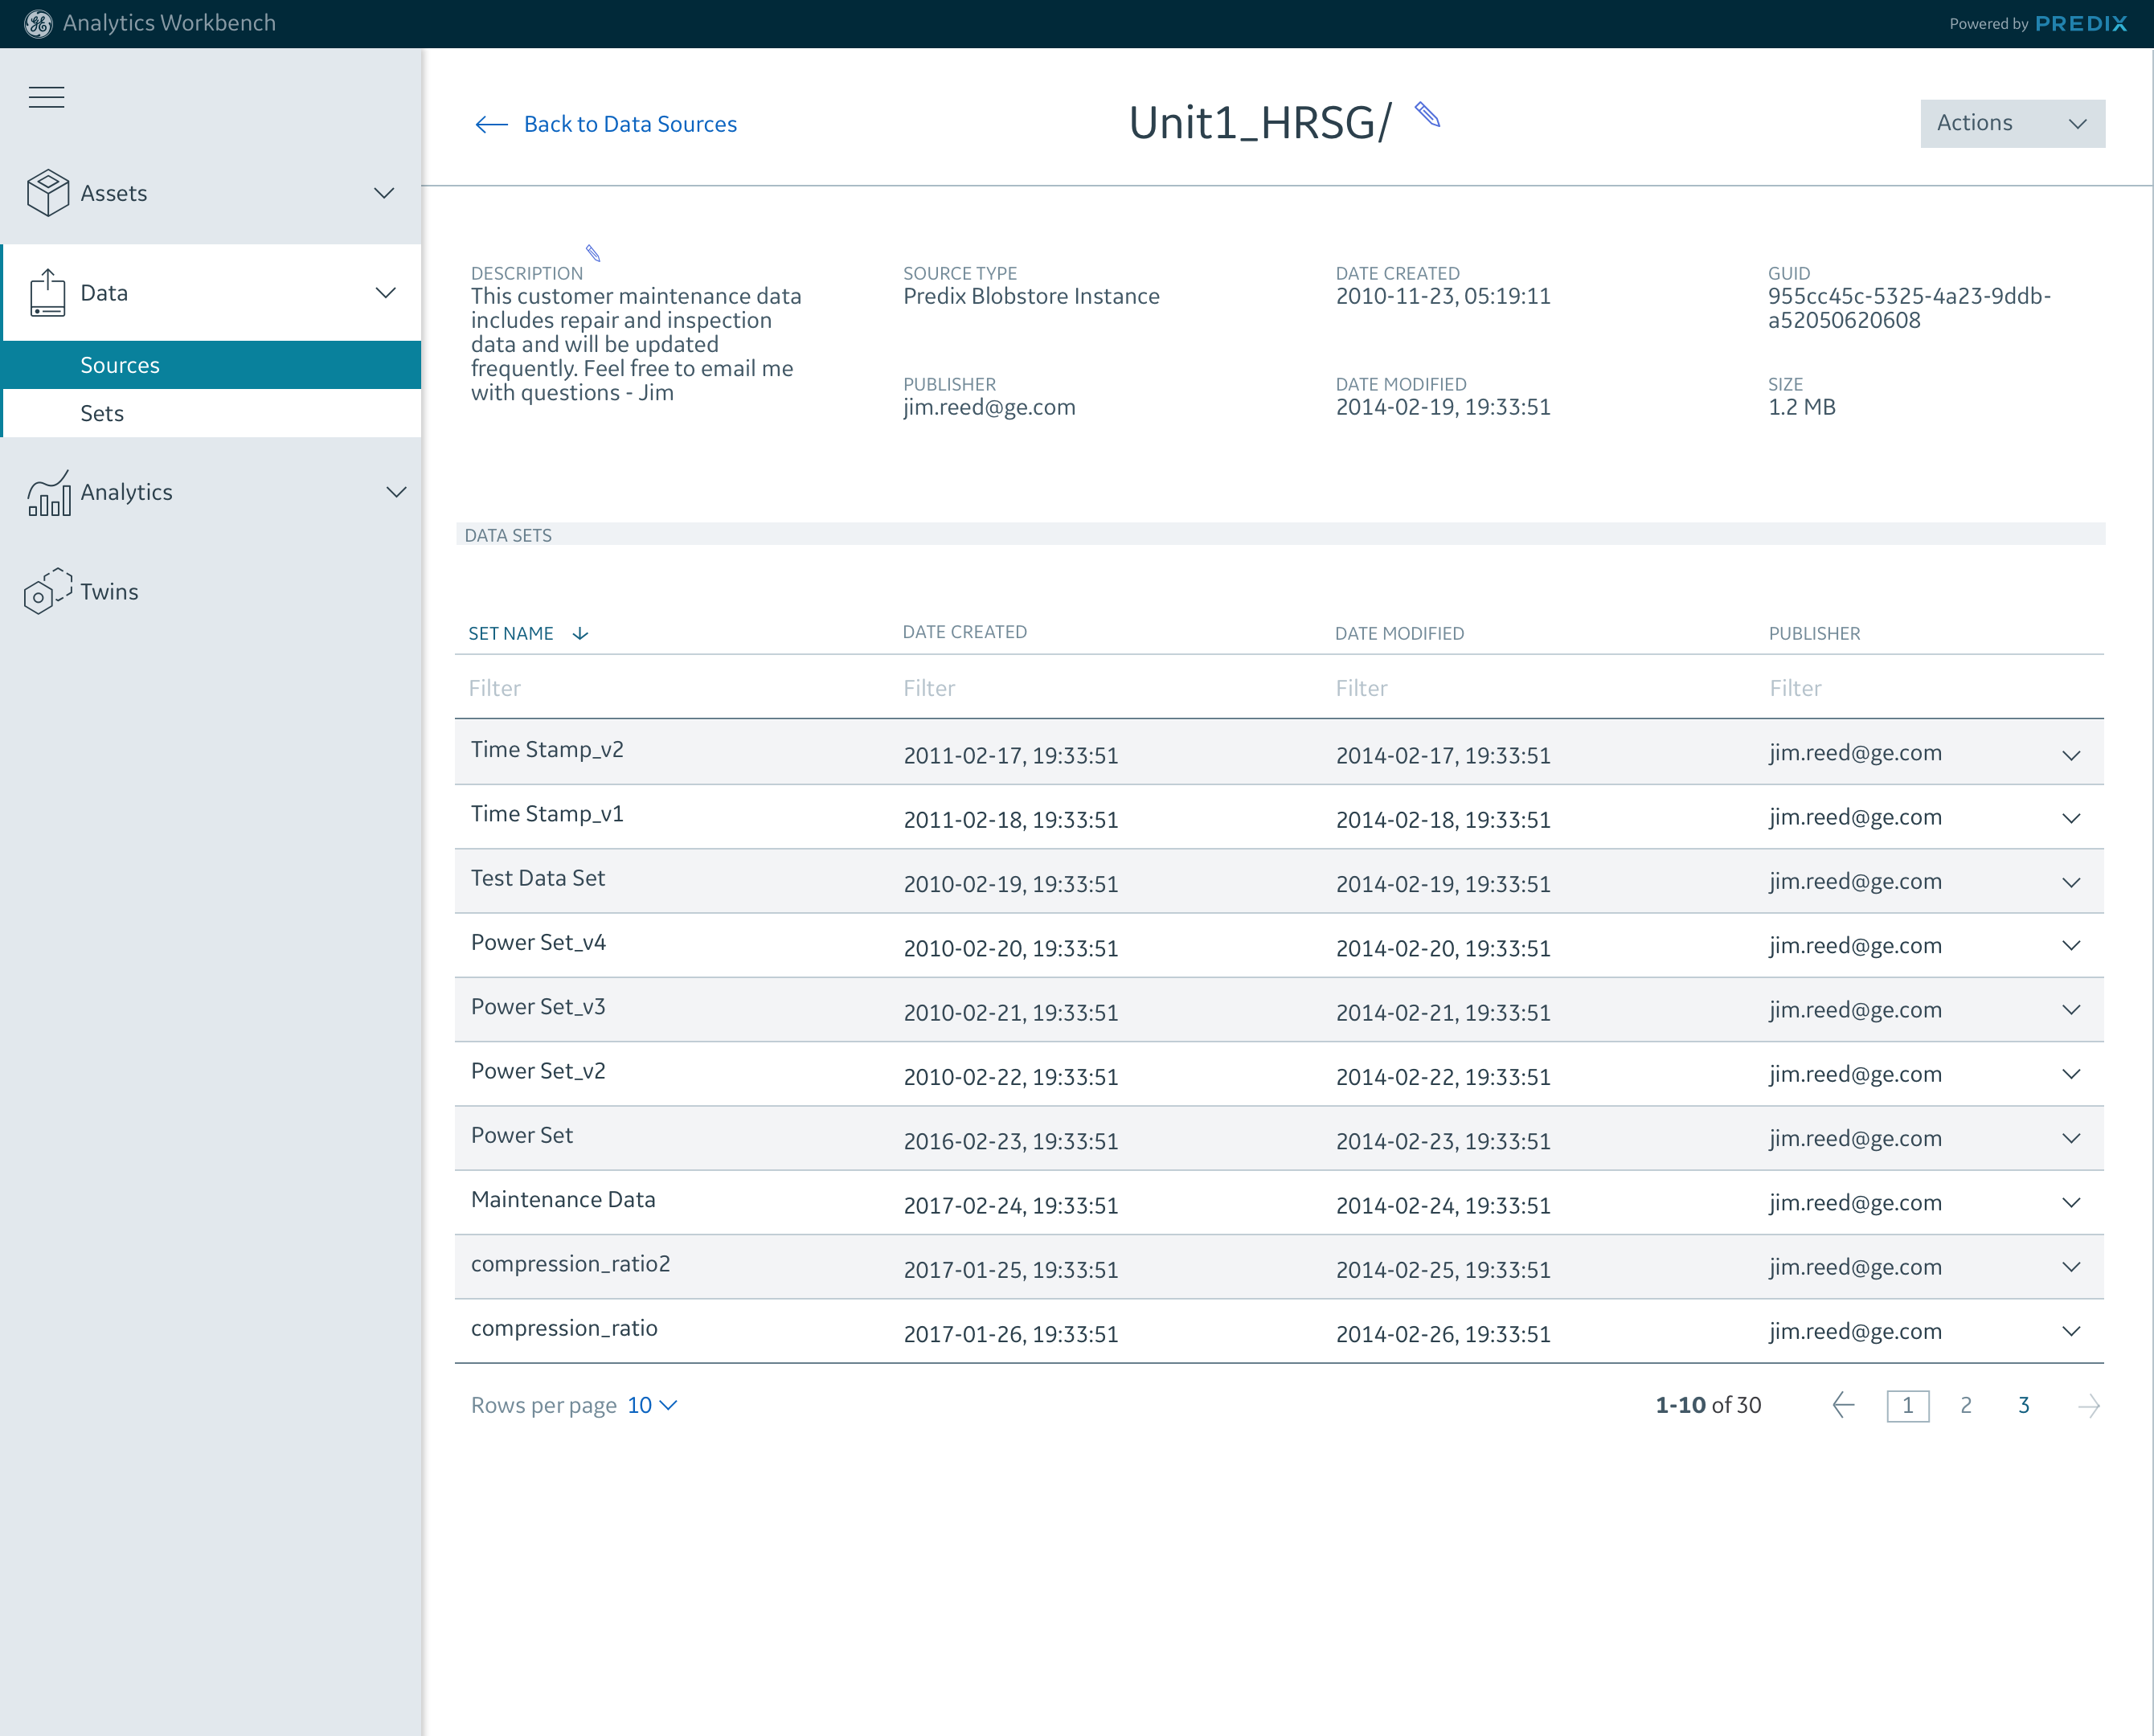 Analytics Workbench
Powered by PREDIX
Back to Data Sources
Unit1_HRSG/
Actions
Assets
Data
Sources
Sets
Analytics
Twins
DESCRIPTION
This customer maintenance data
includes repair and inspection
data and will be updated
frequently. Feel free to email me
with questions - Jim
SOURCE TYPE
Predix Blobstore Instance
PUBLISHER
jim.reed@ge.com
DATE CREATED
2010-11-23, 05:19:11
DATE MODIFIED
2014-02-19, 19:33:51
GUID
955cc45c-5325-4a23-9ddb-
a52050620608
SIZE
1.2 MB
DATA SETS
SET NAME DATE CREATED DATE MODIFIED PUBLISHER
Filter Filter Filter Filter
Time Stamp_v2 2011-02-17, 19:33:51 2014-02-17, 19:33:51 jim.reed@ge.com
Time Stamp_v1 2011-02-18, 19:33:51 2014-02-18, 19:33:51 jim.reed@ge.com
Test Data Set 2010-02-19, 19:33:51 2014-02-19, 19:33:51 jim.reed@ge.com
Power Set_v4 2010-02-20, 19:33:51 2014-02-20, 19:33:51 jim.reed@ge.com
Power Set_v3 2010-02-21, 19:33:51 2014-02-21, 19:33:51 jim.reed@ge.com
Power Set_v2 2010-02-22, 19:33:51 2014-02-22, 19:33:51 jim.reed@ge.com
Power Set 2016-02-23, 19:33:51 2014-02-23, 19:33:51 jim.reed@ge.com
Maintenance Data 2017-02-24, 19:33:51 2014-02-24, 19:33:51 jim.reed@ge.com
compression_ratio2 2017-01-25, 19:33:51 2014-02-25, 19:33:51 jim.reed@ge.com
compression_ratio 2017-01-26, 19:33:51 2014-02-26, 19:33:51 jim.reed@ge.com
Rows per page 10 1-10 of 30 1 2 3